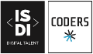 IS
DI
DIGITAL TALENT
CODERS